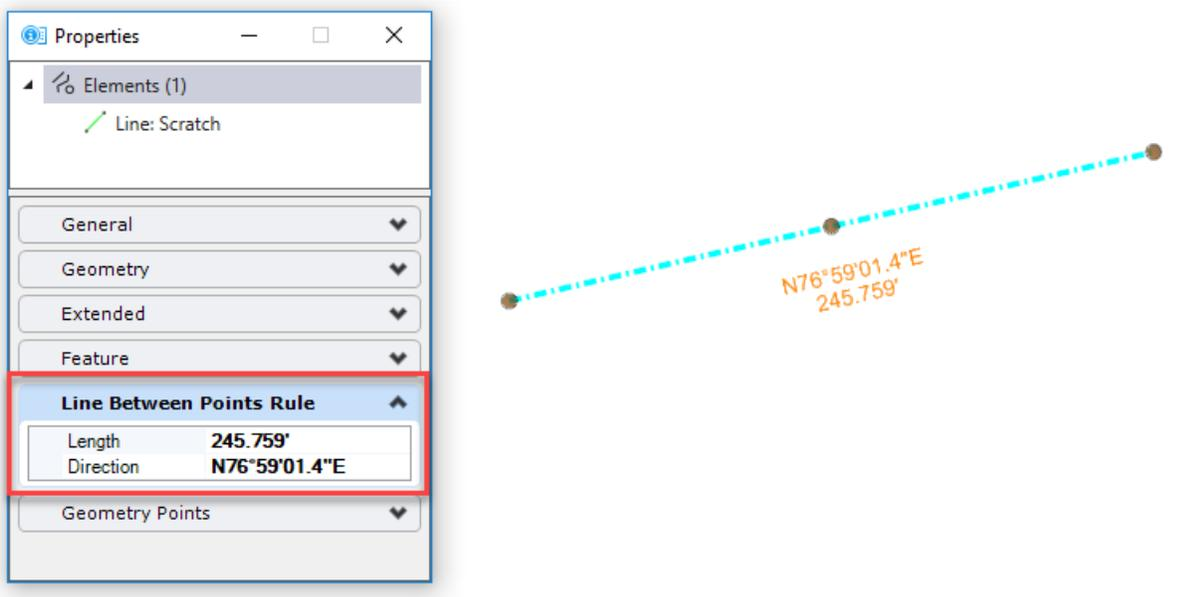 Properties
Elements (1)
Line: Scratch
General
Geometry
Extended
Feature
Line Between Points Rule
Length 245.759'
Direction N76°59'01.4"E
Geometry Points
N76°59'01.4"E
245.759'